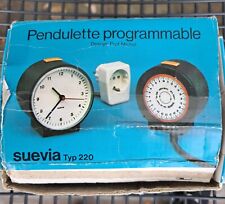 Pendulette programmable
Design: Prof. Michel
suevia Typ 220